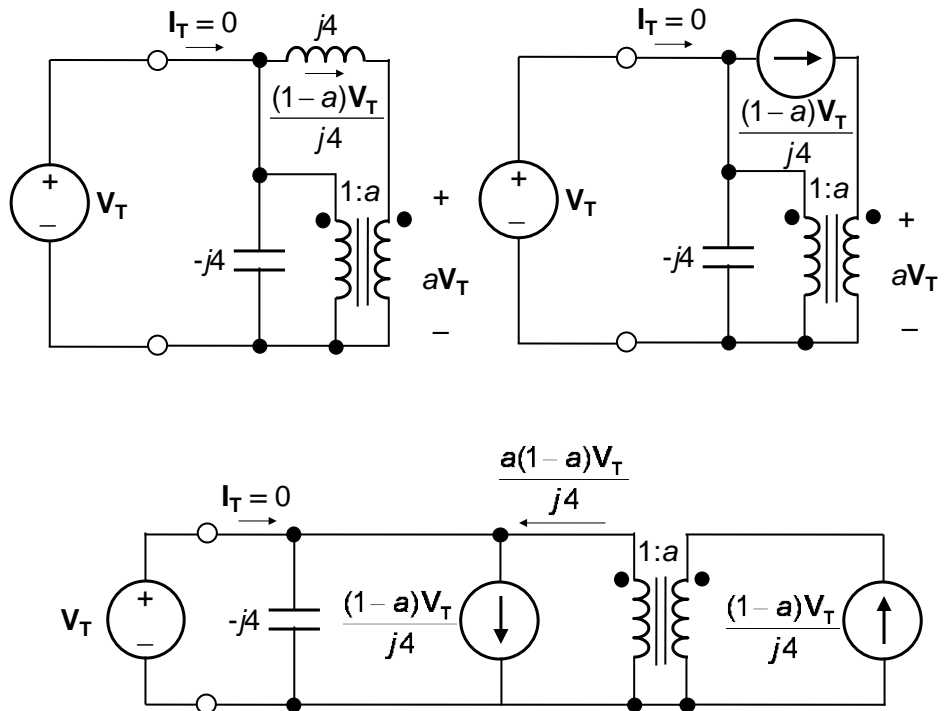 I_T = 0
j4
(1 – a)V_T
j4
+
–
V_T
-j4
1:a
+
aV_T
–
I_T = 0
(1 – a)V_T
j4
+
–
V_T
-j4
1:a
+
aV_T
–
a(1 – a)V_T
j4
I_T = 0
+
–
V_T
-j4
(1 – a)V_T
j4
1:a
(1 – a)V_T
j4